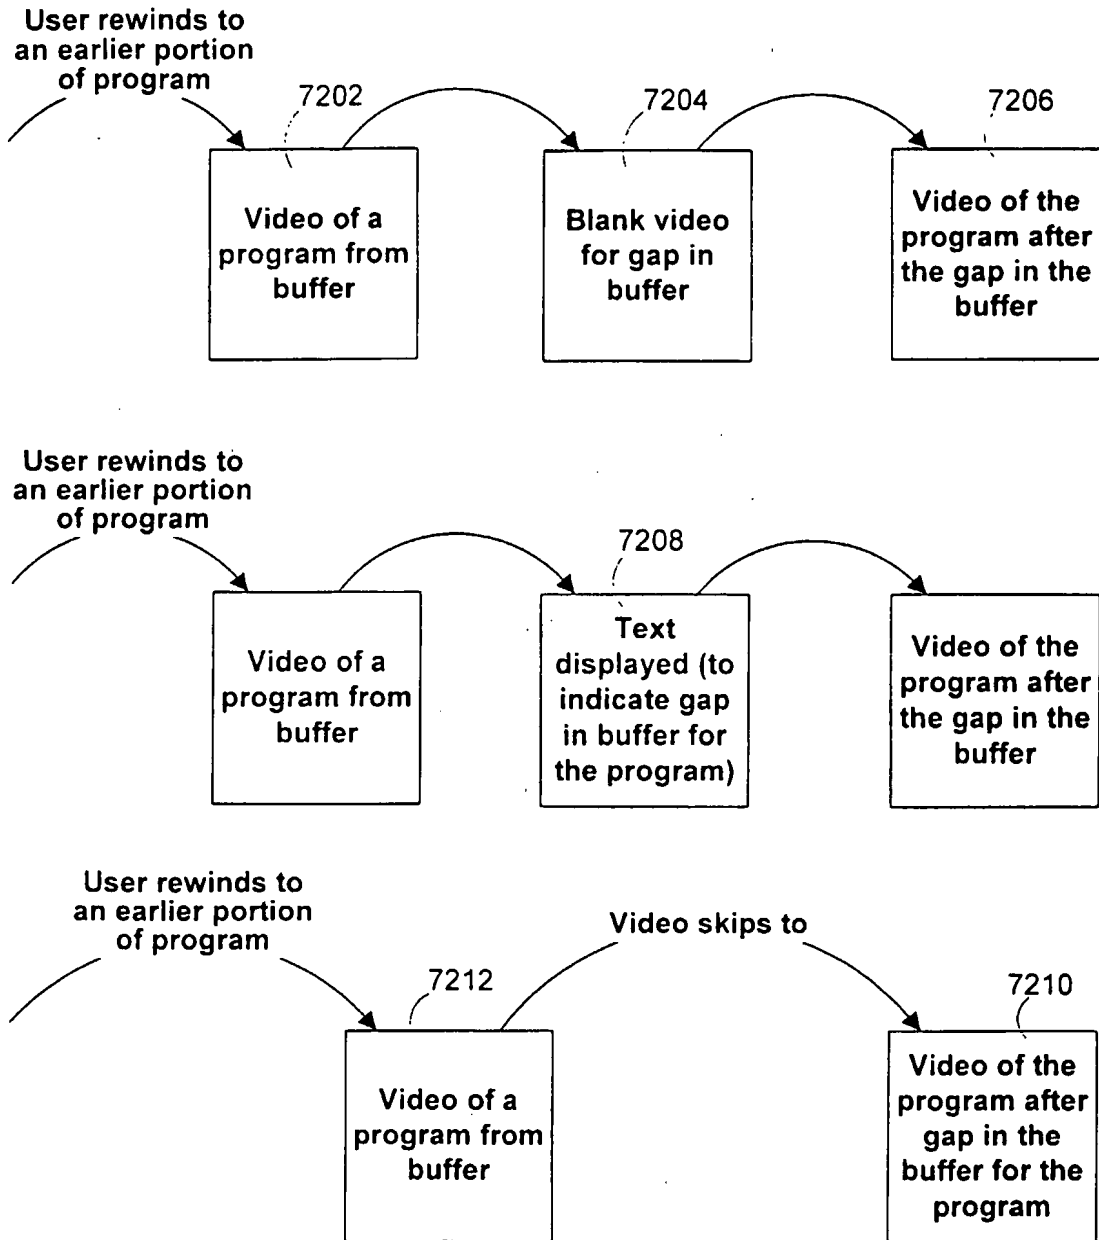 User rewinds to
an earlier portion
of program
7202
7204
7206
Video of a
program from
buffer
Blank video
for gap in
buffer
Video of the
program after
the gap in the
buffer
User rewinds to
an earlier portion
of program
7208
Video of a
program from
buffer
Text
displayed (to
indicate gap
in buffer for
the program)
Video of the
program after
the gap in the
buffer
User rewinds to
an earlier portion
of program
Video skips to
7212
7210
Video of a
program from
buffer
Video of the
program after
gap in the
buffer for the
program